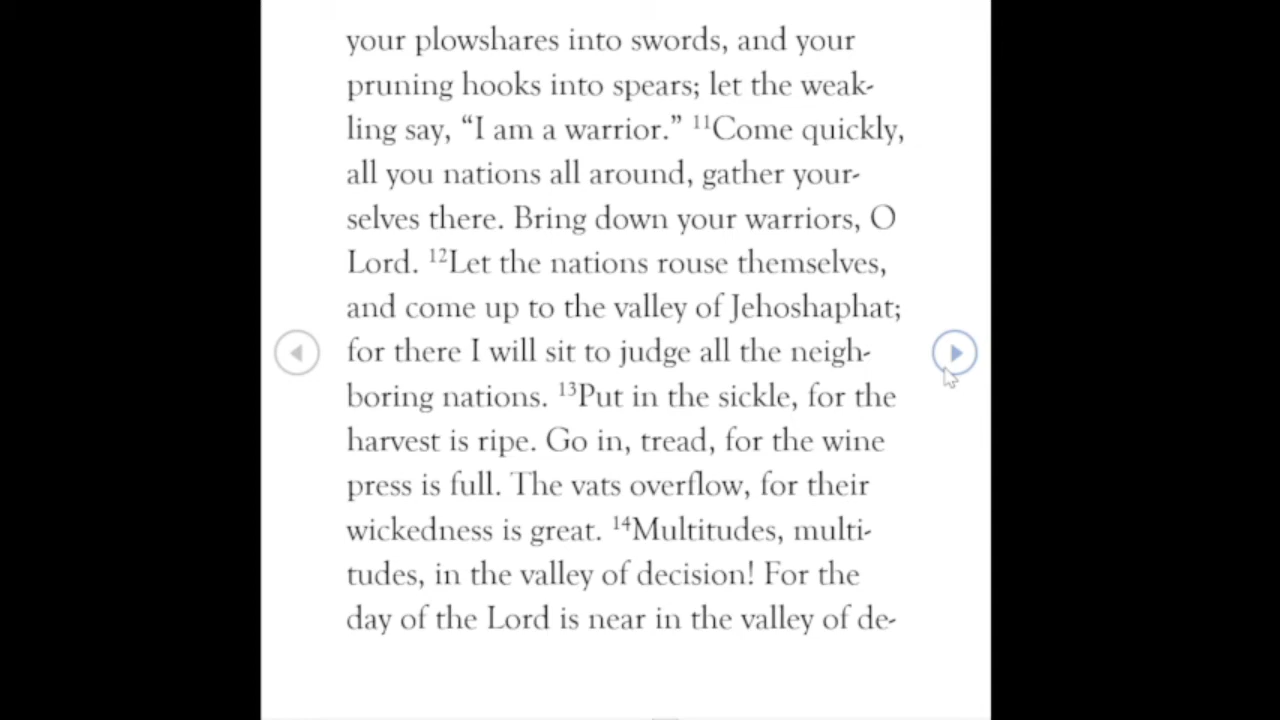 your plowshares into swords, and your
pruning hooks into spears; let the weak-
ling say, “I am a warrior.” ¹¹Come quickly,
all you nations all around, gather your-
selves there. Bring down your warriors, O
Lord. ¹²Let the nations rouse themselves,
and come up to the valley of Jehoshaphat;
for there I will sit to judge all the neigh-
boring nations. ¹³Put in the sickle, for the
harvest is ripe. Go in, tread, for the wine
press is full. The vats overflow, for their
wickedness is great. ¹⁴Multitudes, multi-
tudes, in the valley of decision! For the
day of the Lord is near in the valley of de-